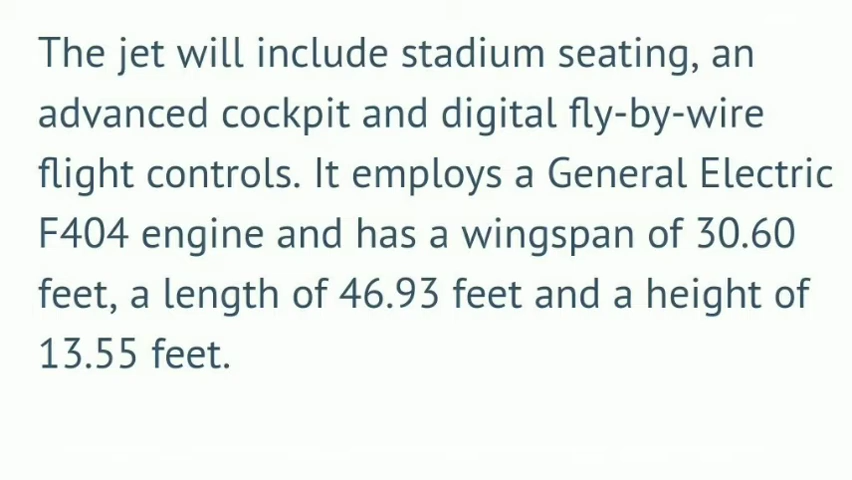 The jet will include stadium seating, an
advanced cockpit and digital fly-by-wire
flight controls. It employs a General Electric
F404 engine and has a wingspan of 30.60
feet, a length of 46.93 feet and a height of
13.55 feet.